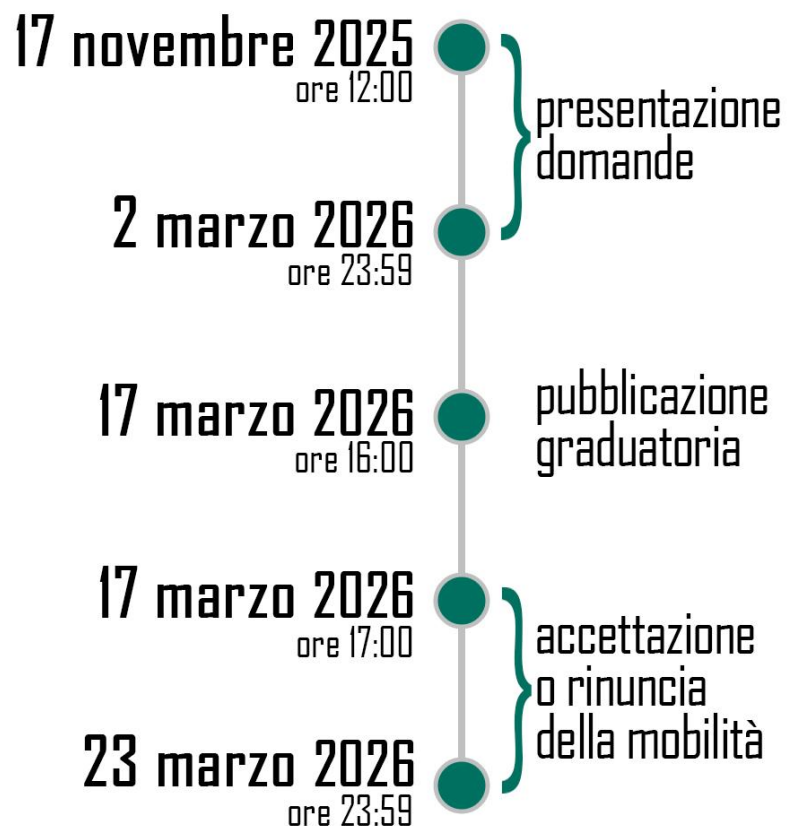 17 novembre 2025
ore 12:00
presentazione
domande
2 marzo 2026
ore 23:59
17 marzo 2026
ore 16:00
pubblicazione
graduatoria
17 marzo 2026
ore 17:00
accettazione
o rinuncia
della mobilità
23 marzo 2026
ore 23:59